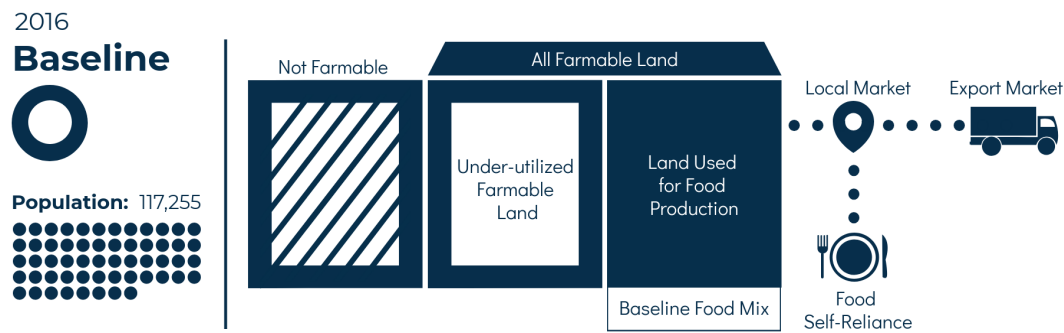 2016
Baseline
Population: 117,255
Not Farmable
All Farmable Land
Under-utilized
Farmable
Land
Land Used
for Food
Production
Baseline Food Mix
Local Market
Export Market
Food
Self-Reliance